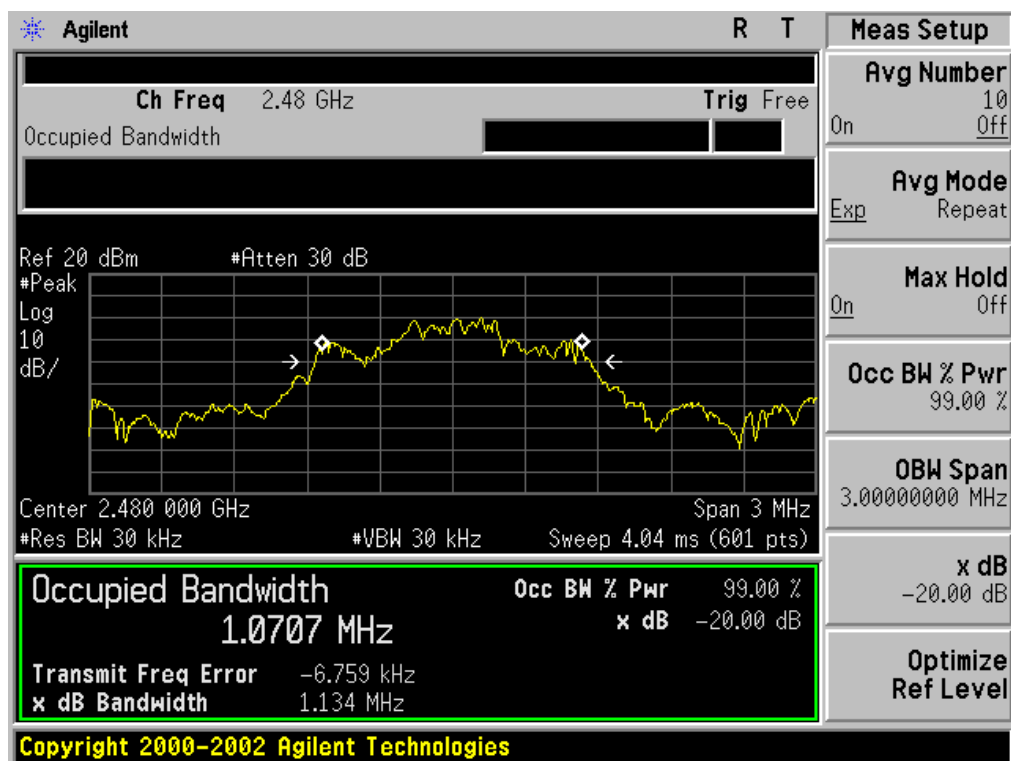 Agilent R T
Ch Freq 2.48 GHz Trig Free
Occupied Bandwidth
Ref 20 dBm #Atten 30 dB
#Peak
Log
10
dB/
Center 2.480 000 GHz Span 3 MHz
#Res BW 30 kHz #VBW 30 kHz Sweep 4.04 ms (601 pts)
Occupied Bandwidth Occ BW % Pwr 99.00 %
1.0707 MHz x dB -20.00 dB
Transmit Freq Error -6.759 kHz
x dB Bandwidth 1.134 MHz
Copyright 2000-2002 Agilent Technologies
Meas Setup
Avg Number
10
On Off
Avg Mode
Exp Repeat
Max Hold
On Off
Occ BW % Pwr
99.00 %
OBW Span
3.00000000 MHz
x dB
-20.00 dB
Optimize
Ref Level